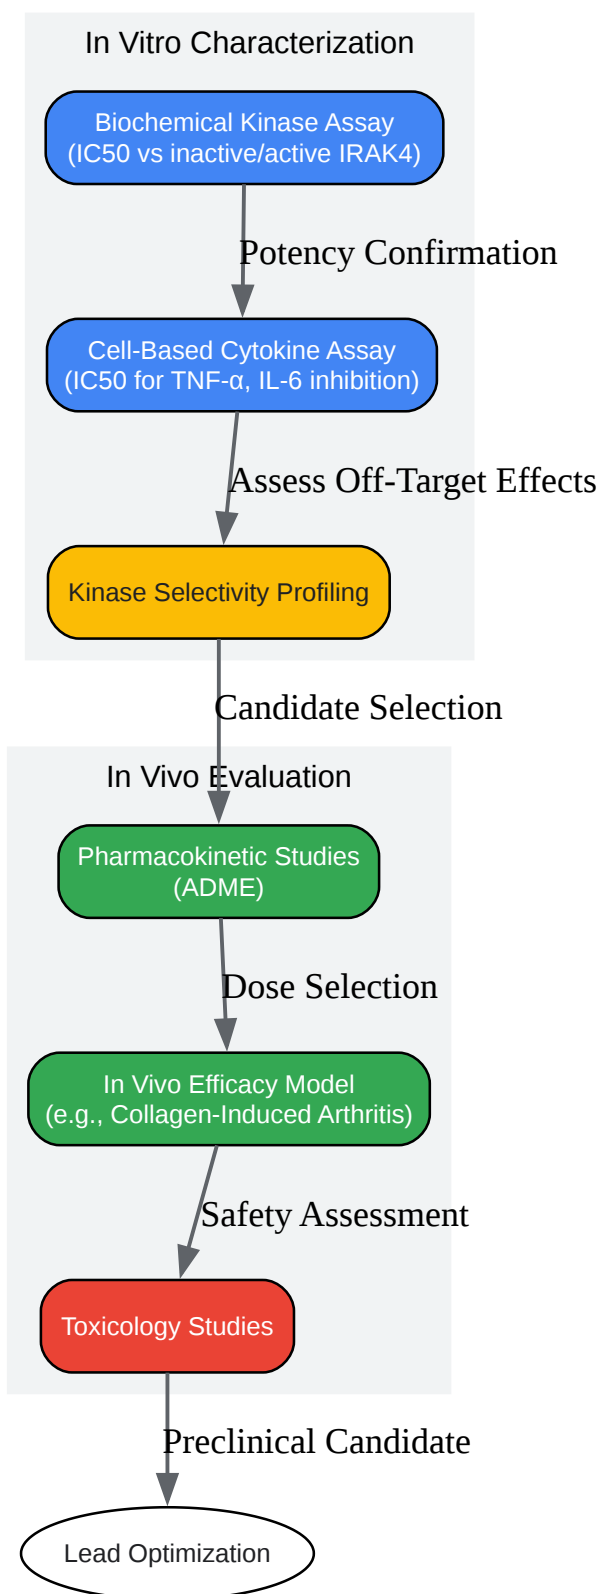 In Vitro Characterization
Biochemical Kinase Assay
(IC50 vs inactive/active IRAK4)
Potency Confirmation
Cell-Based Cytokine Assay
(IC50 for TNF-α, IL-6 inhibition)
Assess Off-Target Effects
Kinase Selectivity Profiling
Candidate Selection
In Vivo Evaluation
Pharmacokinetic Studies
(ADME)
Dose Selection
In Vivo Efficacy Model
(e.g., Collagen-Induced Arthritis)
Safety Assessment
Toxicology Studies
Preclinical Candidate
Lead Optimization